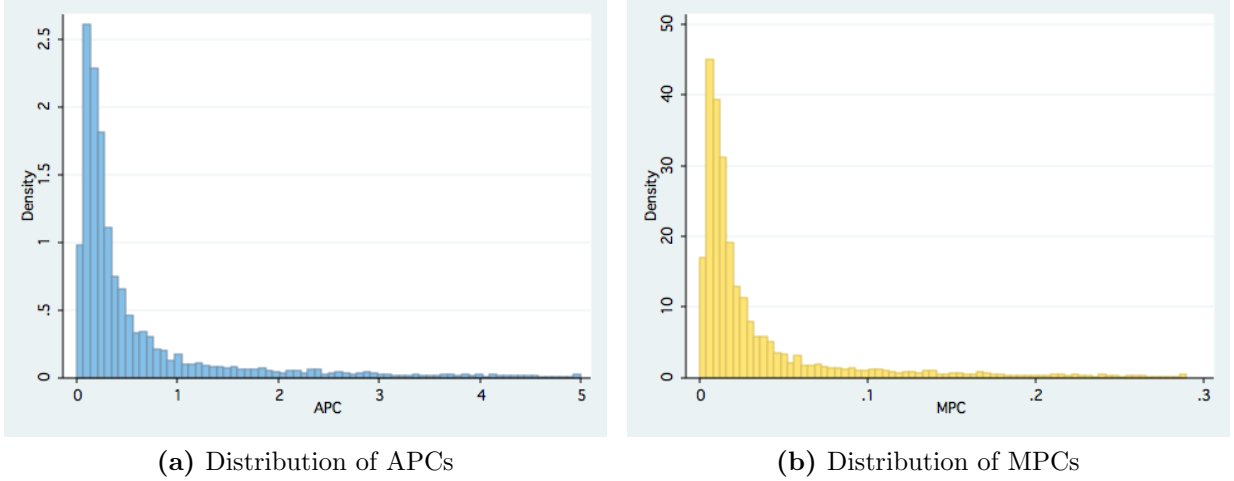 Density
0
.5
1
1.5
2
2.5
0 1 2 3 4 5
APC
(a) Distribution of APCs
Density
0
10
20
30
40
50
0 .1 .2 .3
MPC
(b) Distribution of MPCs